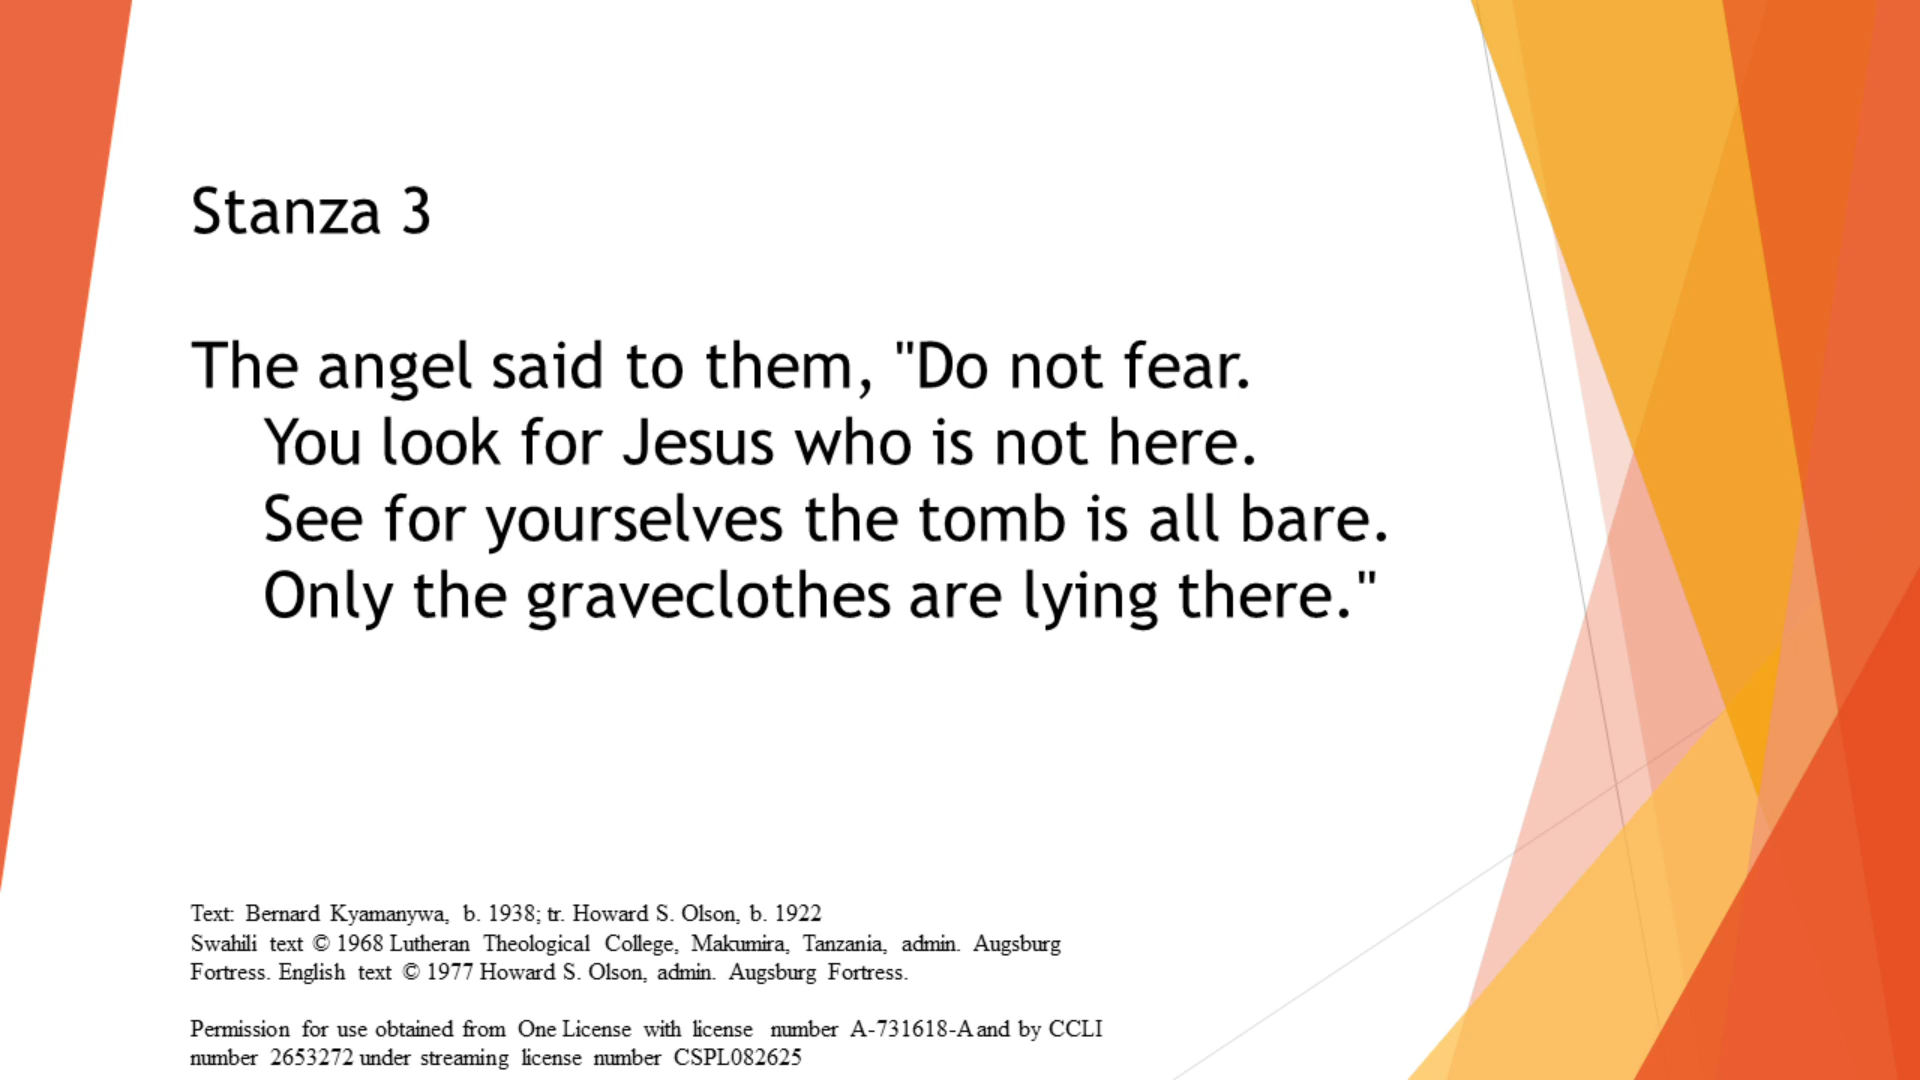 Stanza 3
The angel said to them, "Do not fear.
You look for Jesus who is not here.
See for yourselves the tomb is all bare.
Only the graveclothes are lying there."
Text: Bernard Kyamanywa, b. 1938; tr. Howard S. Olson, b. 1922
Swahili text © 1968 Lutheran Theological College, Makumira, Tanzania, admin. Augsburg
Fortress. English text © 1977 Howard S. Olson, admin. Augsburg Fortress.
Permission for use obtained from One License with license number A-731618-A and by CCLI
number 2653272 under streaming license number CSPL082625